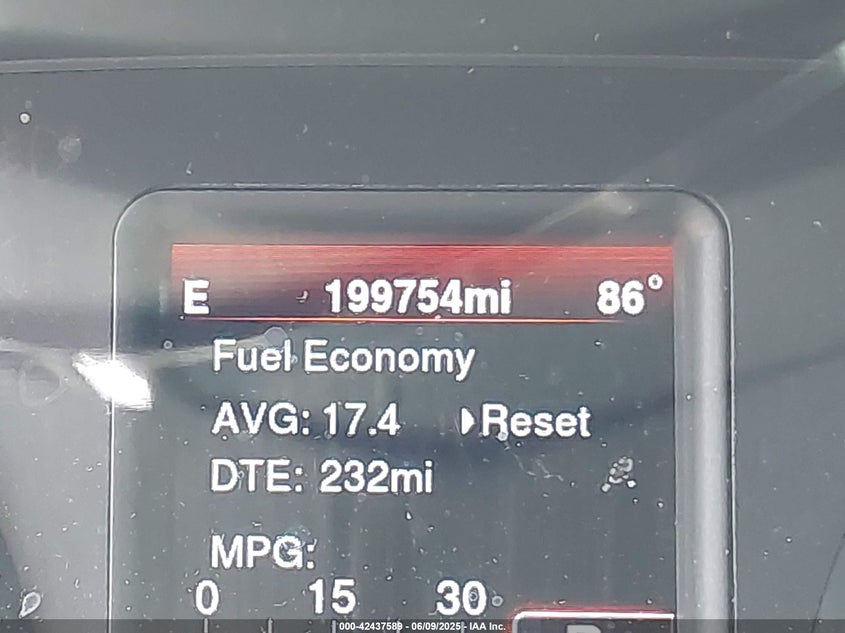 E 199754mi 86°
Fuel Economy
AVG: 17.4 Reset
DTE: 232mi
MPG:
0 15 30
000-42437589 - 06/09/2025 - IAA Inc.